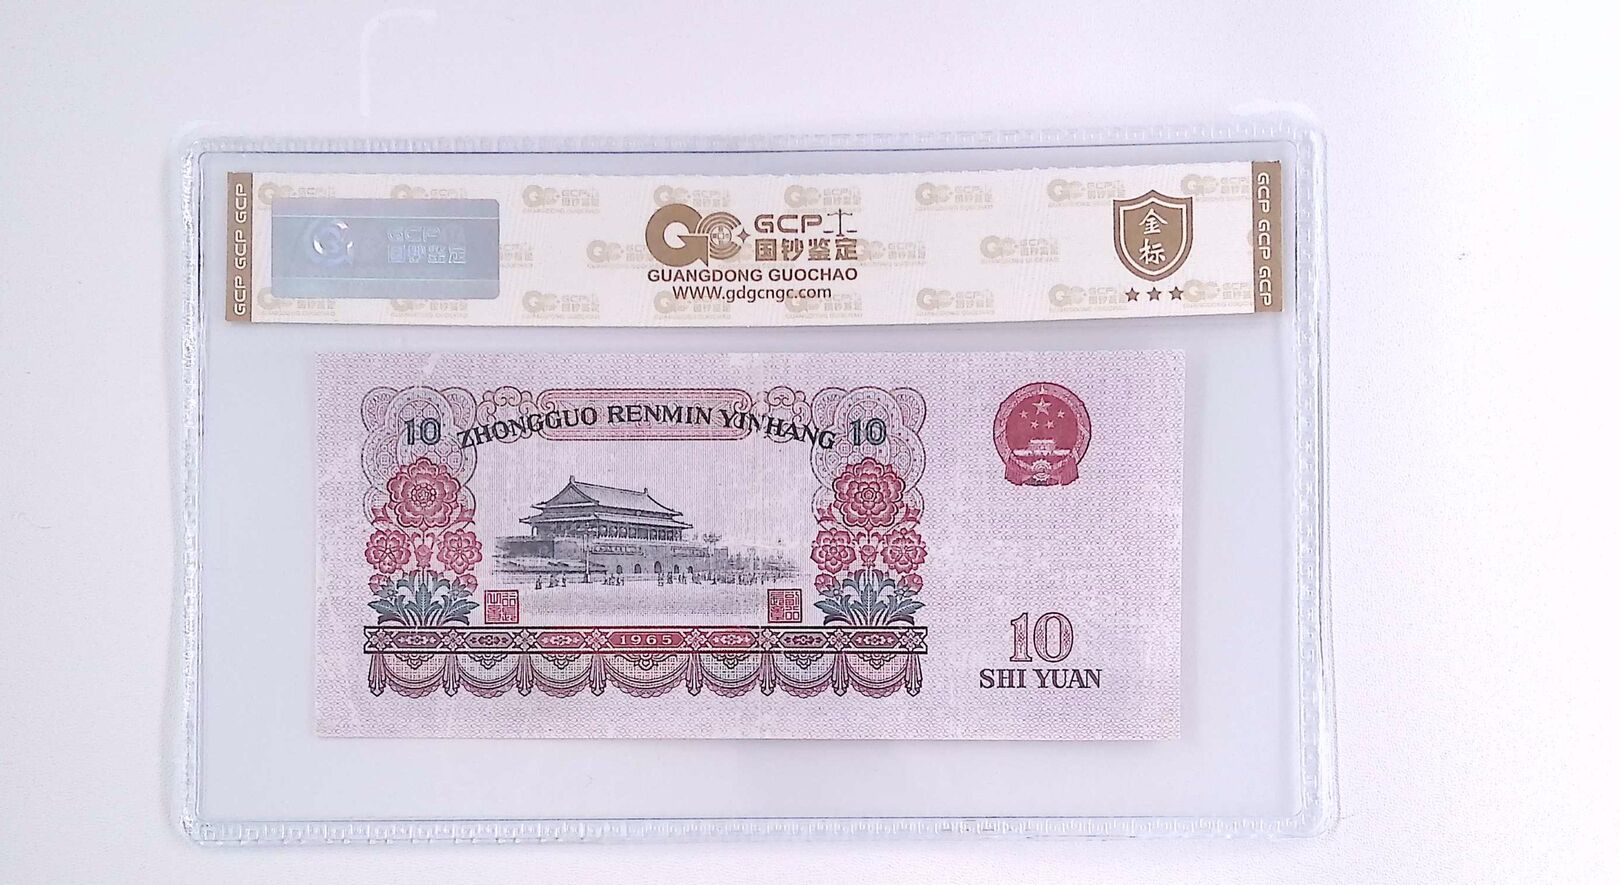 GCP GCP GCP
GCP
国钞鉴定
GCP
国钞鉴定
GUANGDONG GUOCHAO
WWW.gdgcngc.com
金
标
GCP GCP GCP
10 ZHONGGUO RENMIN YINHANG 10
1965
10
SHI YUAN